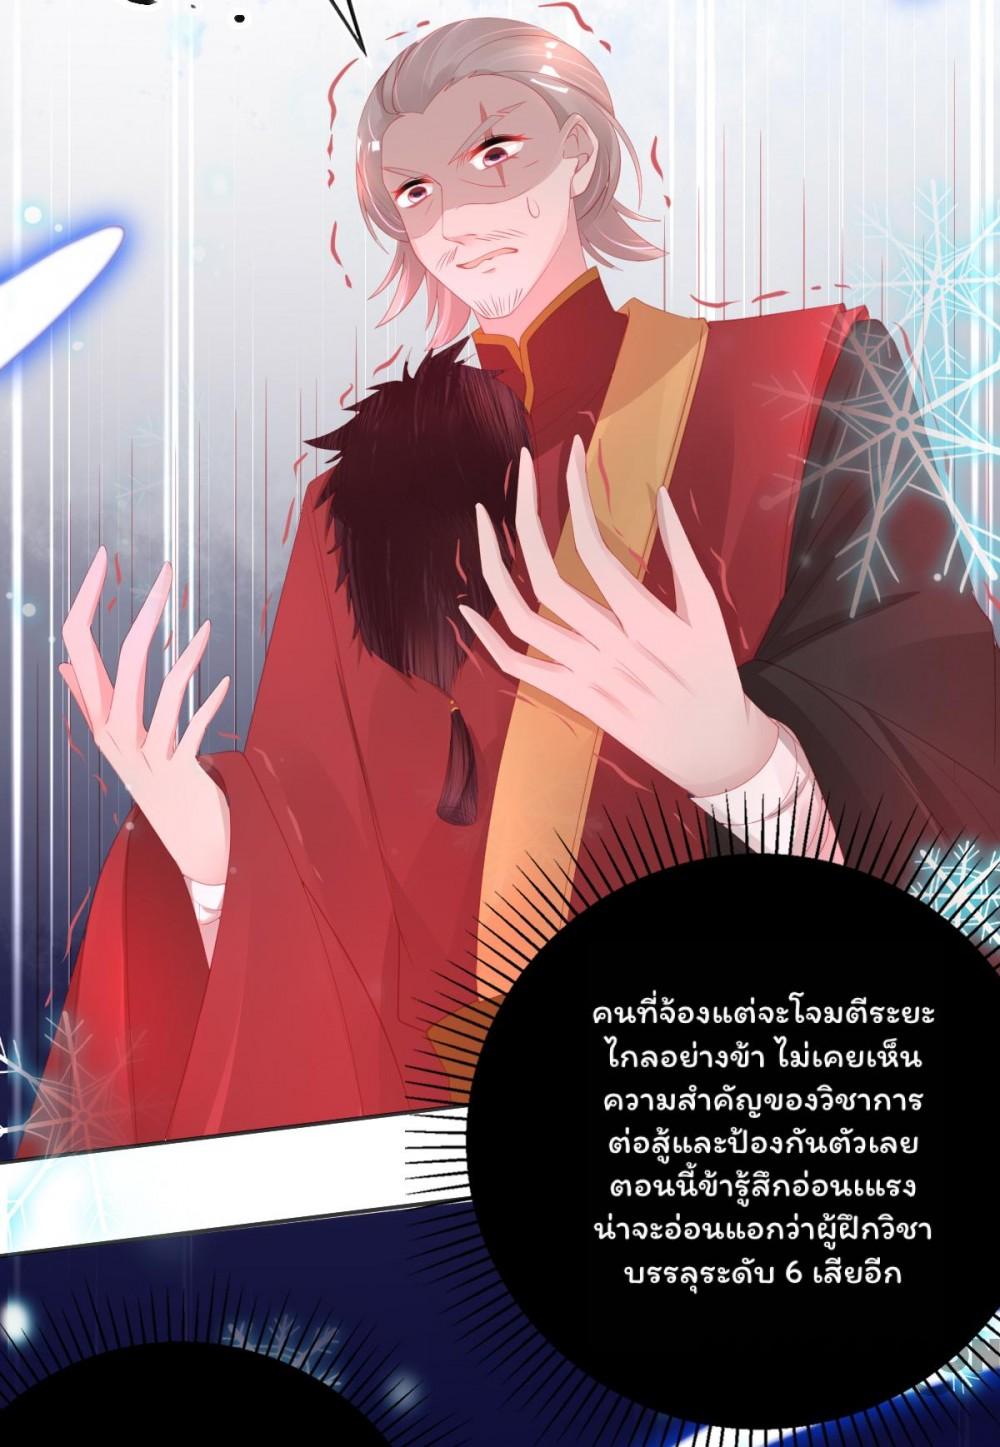 คนที่จ้องแต่จะโจมตีระยะ
ไกลอย่างข้า ไม่เคยเห็น
ความสำคัญของวิชาการ
ต่อสู้และป้องกันตัวเลย
ตอนนี้ข้ารู้สึกอ่อนแรง
น่าจะอ่อนแอกว่าผู้ฝึกวิชา
บรรลุระดับ 6 เสียอีก